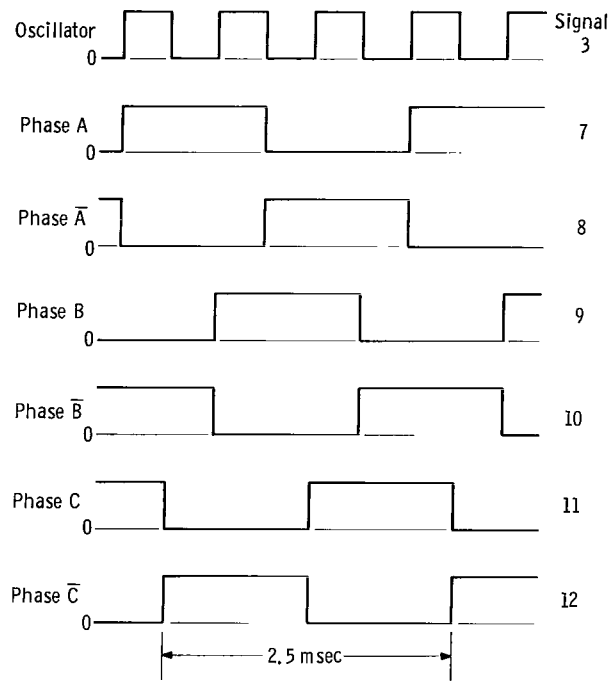 Oscillator
0
Signal
3
Phase A
0
7
Phase A̅
0
8
Phase B
0
9
Phase B̅
0
10
Phase C
0
11
Phase C̅
0
12
2.5 msec